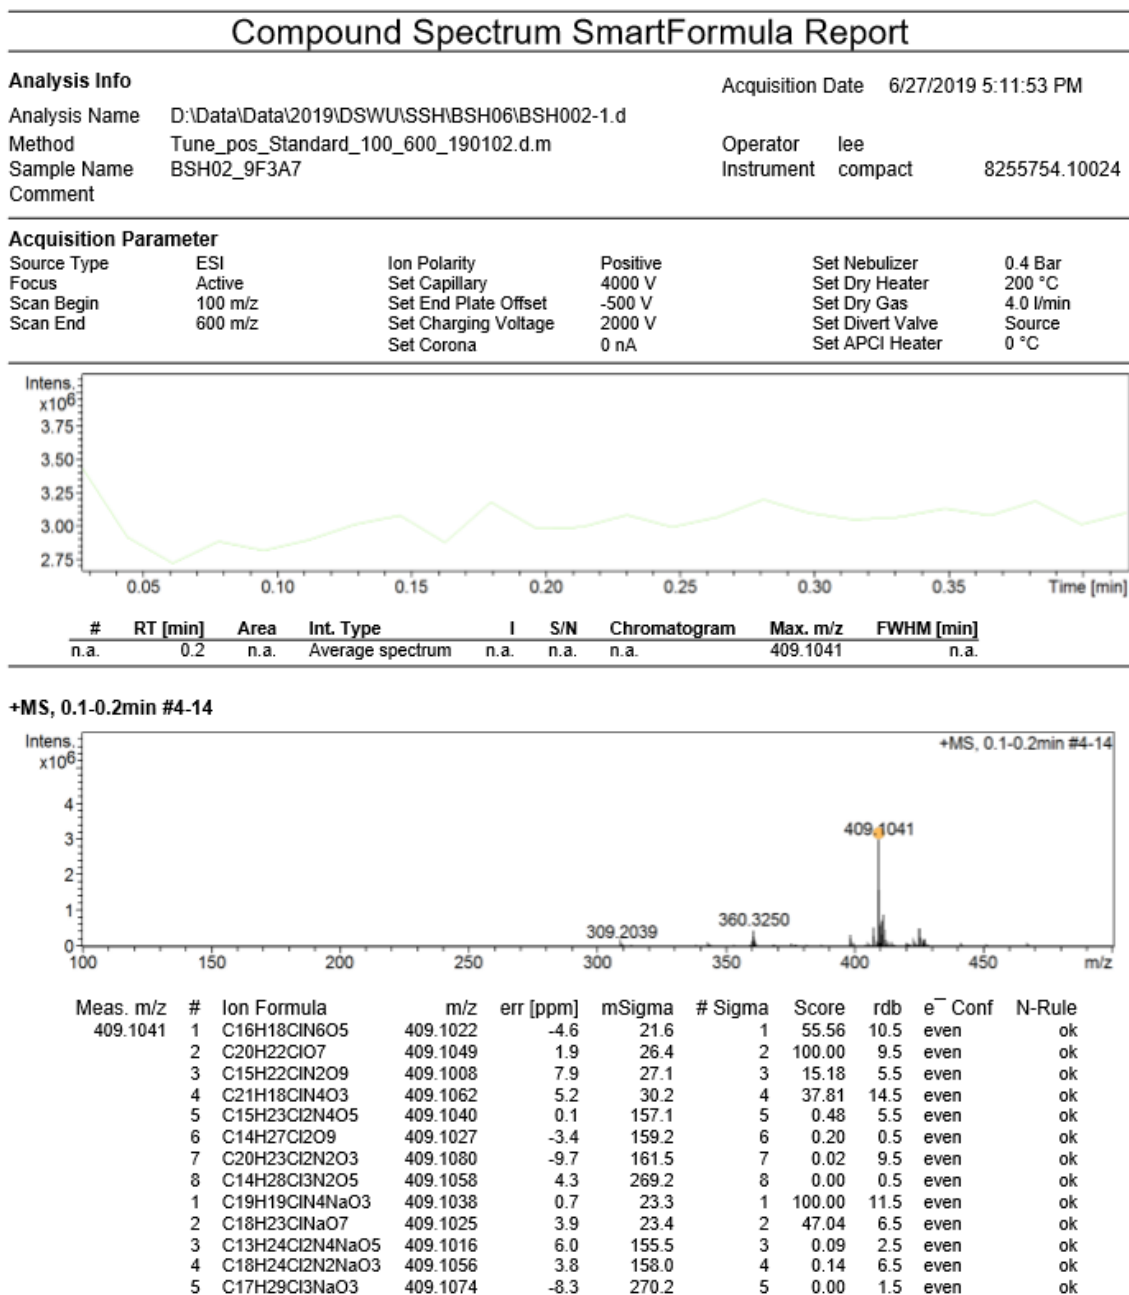 Compound Spectrum SmartFormula Report
Analysis Info Acquisition Date 6/27/2019 5:11:53 PM
Analysis Name D:\Data\Data\2019\DSWU\SSH\BSH06\BSH002-1.d
Method Tune_pos_Standard_100_600_190102.d.m Operator lee
Sample Name BSH02_9F3A7 Instrument compact 8255754.10024
Comment
Acquisition Parameter
Source Type ESI Ion Polarity Positive Set Nebulizer 0.4 Bar
Focus Active Set Capillary 4000 V Set Dry Heater 200 °C
Scan Begin 100 m/z Set End Plate Offset -500 V Set Dry Gas 4.0 l/min
Scan End 600 m/z Set Charging Voltage 2000 V Set Divert Valve Source
Set Corona 0 nA Set APCI Heater 0 °C
Intens.
x106
3.75
3.50
3.25
3.00
2.75
0.05 0.10 0.15 0.20 0.25 0.30 0.35 Time [min]
# RT [min] Area Int. Type I S/N Chromatogram Max. m/z FWHM [min]
n.a. 0.2 n.a. Average spectrum n.a. n.a. n.a. 409.1041 n.a.
+MS, 0.1-0.2min #4-14
Intens.
x106
+MS, 0.1-0.2min #4-14
4
3
2
1
0
409.1041
360.3250
309.2039
100 150 200 250 300 350 400 450 m/z
Meas. m/z # Ion Formula m/z err [ppm] mSigma # Sigma Score rdb e¯ Conf N-Rule
409.1041 1 C16H18ClN6O5 409.1022 -4.6 21.6 1 55.56 10.5 even ok
2 C20H22ClO7 409.1049 1.9 26.4 2 100.00 9.5 even ok
3 C15H22ClN2O9 409.1008 7.9 27.1 3 15.18 5.5 even ok
4 C21H18ClN4O3 409.1062 5.2 30.2 4 37.81 14.5 even ok
5 C15H23Cl2N4O5 409.1040 0.1 157.1 5 0.48 5.5 even ok
6 C14H27Cl2O9 409.1027 -3.4 159.2 6 0.20 0.5 even ok
7 C20H23Cl2N2O3 409.1080 -9.7 161.5 7 0.02 9.5 even ok
8 C14H28Cl3N2O5 409.1058 4.3 269.2 8 0.00 0.5 even ok
1 C19H19ClN4NaO3 409.1038 0.7 23.3 1 100.00 11.5 even ok
2 C18H23ClNaO7 409.1025 3.9 23.4 2 47.04 6.5 even ok
3 C13H24Cl2N4NaO5 409.1016 6.0 155.5 3 0.09 2.5 even ok
4 C18H24Cl2N2NaO3 409.1056 3.8 158.0 4 0.14 6.5 even ok
5 C17H29Cl3NaO3 409.1074 -8.3 270.2 5 0.00 1.5 even ok